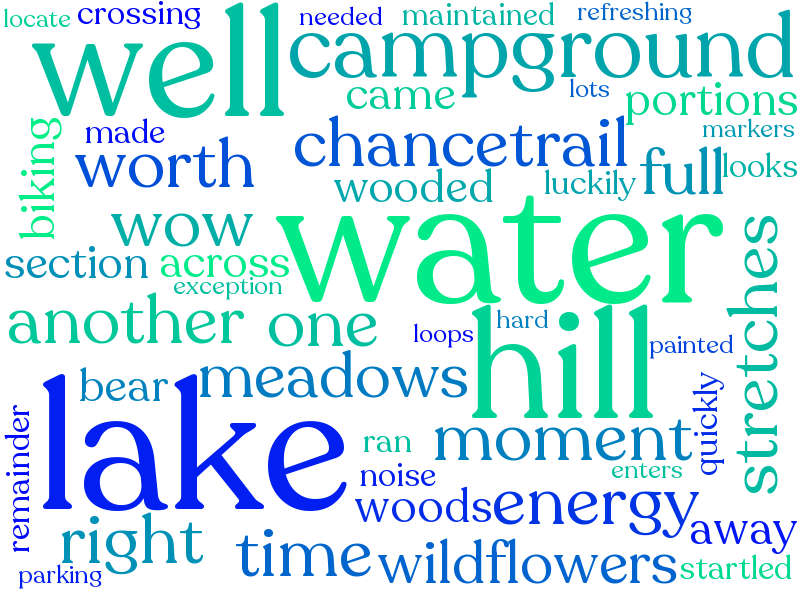 locate
crossing
needed
maintained
refreshing
well
campground
lots
came
portions
made
chancetrail
markers
biking
worth
full
looks
wooded
luckily
wow
water
section
across
exception
stretches
another
one
loops
hard
hill
painted
bear
meadows
lake
moment
quickly
remainder
ran
noise
enters
woods
energy
away
right
time
wildflowers
startled
parking